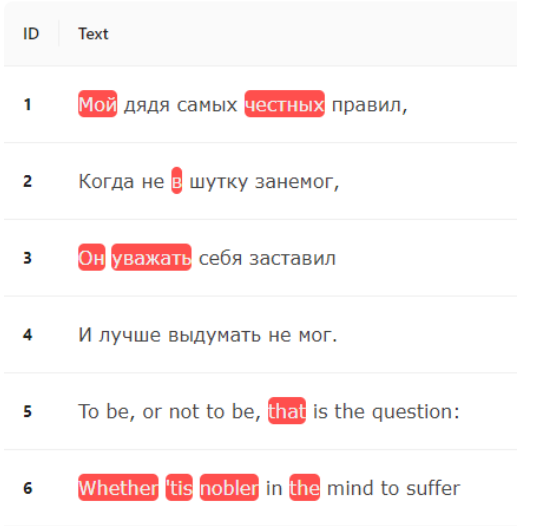 ID Text
1 Мой дядя самых честных правил,
2 Когда не в шутку занемог,
3 Он уважать себя заставил
4 И лучше выдумать не мог.
5 To be, or not to be, that is the question:
6 Whether 'tis nobler in the mind to suffer